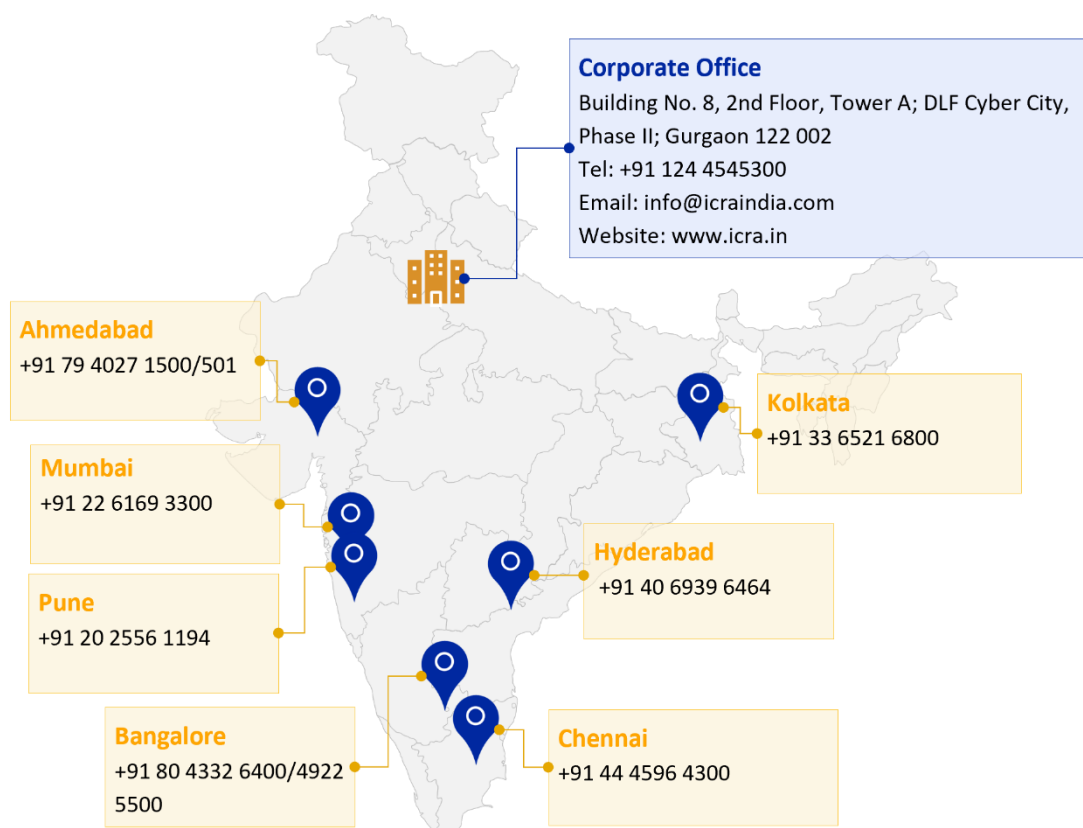 Corporate Office
Building No. 8, 2nd Floor, Tower A; DLF Cyber City,
Phase II; Gurgaon 122 002
Tel: +91 124 4545300
Email: info@icraindia.com
Website: www.icra.in
Ahmedabad
+91 79 4027 1500/501
Kolkata
+91 33 6521 6800
Mumbai
+91 22 6169 3300
Hyderabad
+91 40 6939 6464
Pune
+91 20 2556 1194
Bangalore
+91 80 4332 6400/4922
5500
Chennai
+91 44 4596 4300